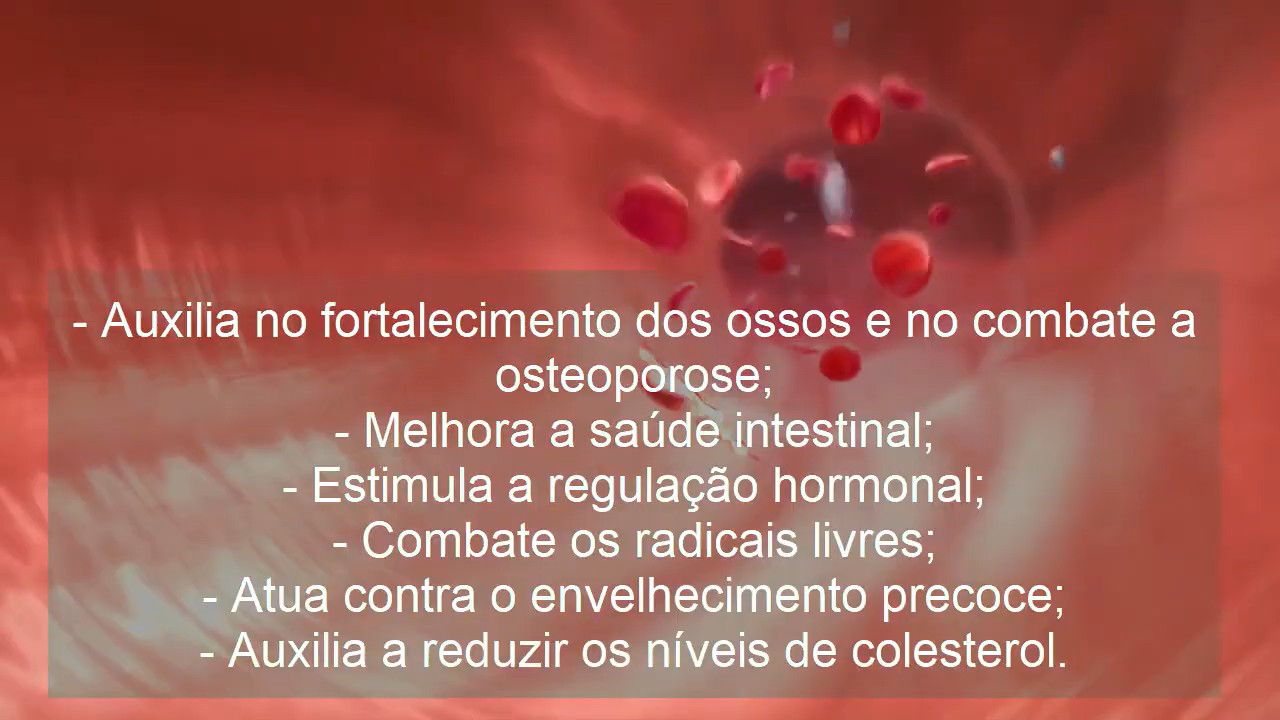 - Auxilia no fortalecimento dos ossos e no combate a
osteoporose;
- Melhora a saúde intestinal;
- Estimula a regulação hormonal;
- Combate os radicais livres;
- Atua contra o envelhecimento precoce;
- Auxilia a reduzir os níveis de colesterol.